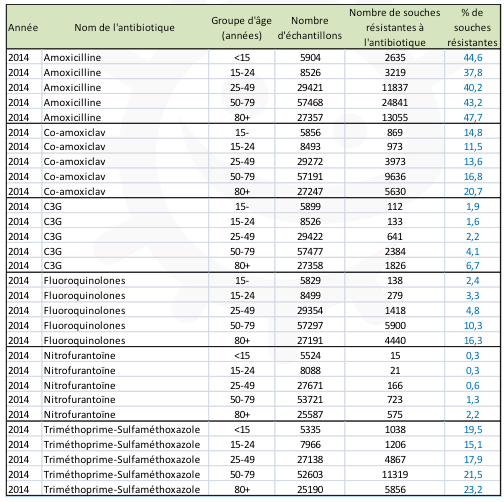 Année Nom de l'antibiotique Groupe d'âge (années) Nombre d'échantillons Nombre de souches résistantes à l'antibiotique % de souches résistantes
2014 Amoxicilline <15 5904 2635 44,6
2014 Amoxicilline 15-24 8526 3219 37,8
2014 Amoxicilline 25-49 29421 11837 40,2
2014 Amoxicilline 50-79 57468 24841 43,2
2014 Amoxicilline 80+ 27357 13055 47,7
2014 Co-amoxiclav 15- 5856 869 14,8
2014 Co-amoxiclav 15-24 8493 973 11,5
2014 Co-amoxiclav 25-49 29272 3973 13,6
2014 Co-amoxiclav 50-79 57191 9636 16,8
2014 Co-amoxiclav 80+ 27247 5630 20,7
2014 C3G 15- 5899 112 1,9
2014 C3G 15-24 8526 133 1,6
2014 C3G 25-49 29422 641 2,2
2014 C3G 50-79 57477 2384 4,1
2014 C3G 80+ 27358 1826 6,7
2014 Fluoroquinolones 15- 5829 138 2,4
2014 Fluoroquinolones 15-24 8499 279 3,3
2014 Fluoroquinolones 25-49 29354 1418 4,8
2014 Fluoroquinolones 50-79 57297 5900 10,3
2014 Fluoroquinolones 80+ 27191 4440 16,3
2014 Nitrofurantoïne <15 5524 15 0,3
2014 Nitrofurantoïne 15-24 8088 21 0,3
2014 Nitrofurantoïne 25-49 27671 166 0,6
2014 Nitrofurantoïne 50-79 53721 723 1,3
2014 Nitrofurantoïne 80+ 25587 575 2,2
2014 Triméthoprime-Sulfaméthoxazole <15 5335 1038 19,5
2014 Triméthoprime-Sulfaméthoxazole 15-24 7966 1206 15,1
2014 Triméthoprime-Sulfaméthoxazole 25-49 27138 4867 17,9
2014 Triméthoprime-Sulfaméthoxazole 50-79 52603 11319 21,5
2014 Triméthoprime-Sulfaméthoxazole 80+ 25190 5856 23,2